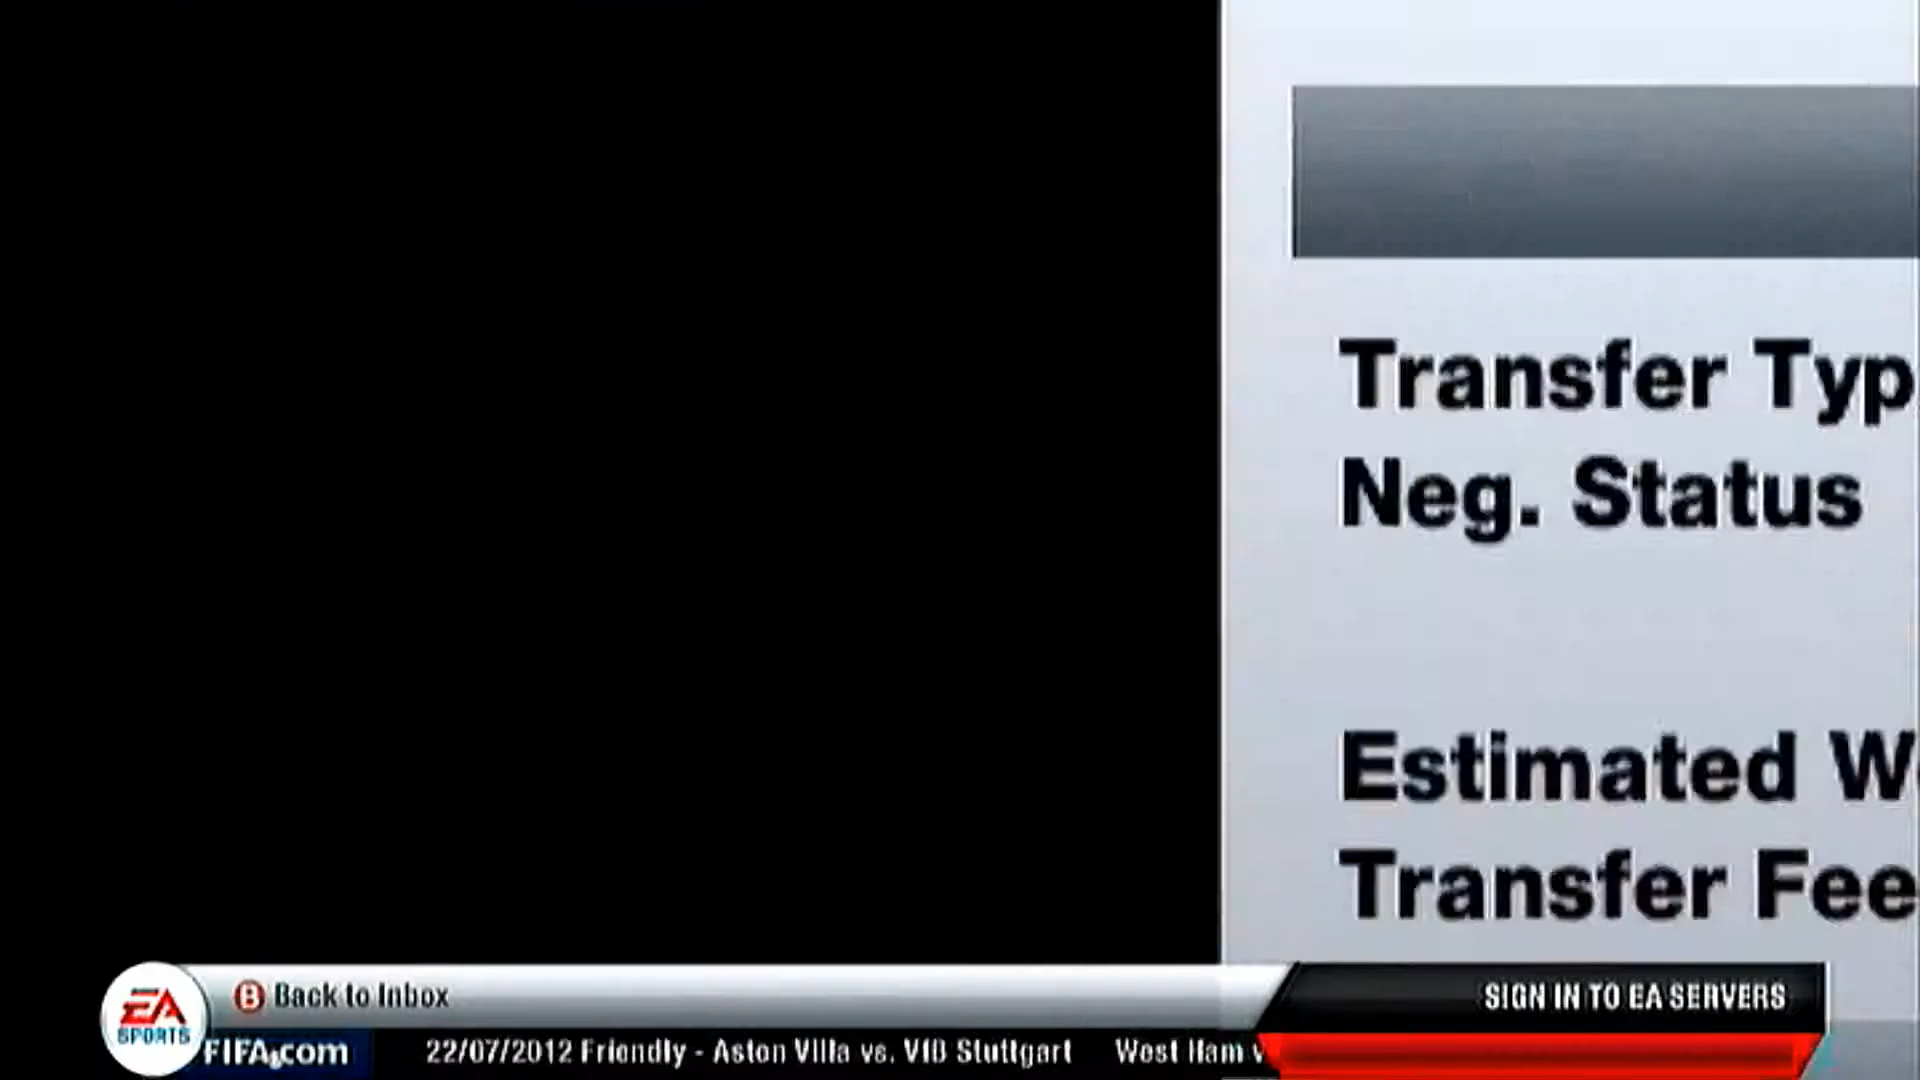 Transfer Typ
Neg. Status
Estimated W
Transfer Fee
B Back to Inbox
SIGN IN TO EA SERVERS
EA SPORTS
FIFA.com
22/07/2012 Friendly - Aston Villa vs. VfB Stuttgart West Ham v